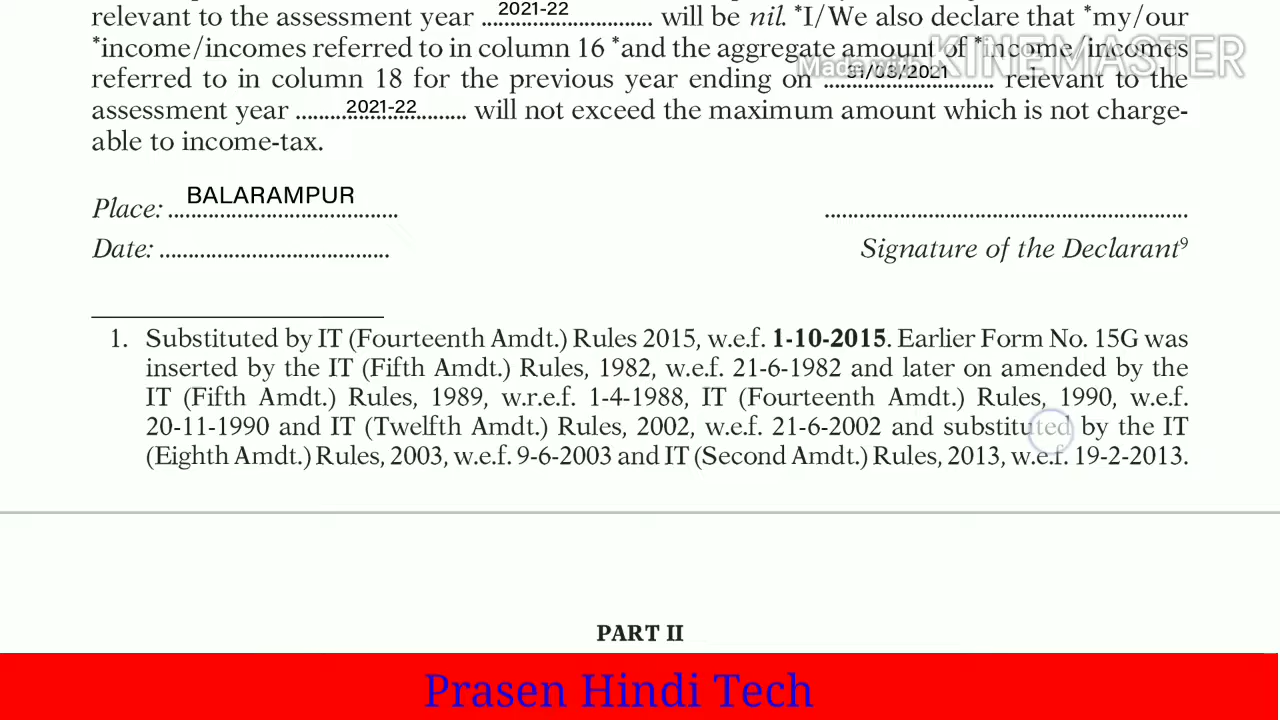 relevant to the assessment year ....2021-22.... will be nil. *I/We also declare that *my/our
*income/incomes referred to in column 16 *and the aggregate amount of *income/incomes
referred to in column 18 for the previous year ending on ....31/03/2021.... relevant to the
assessment year ....2021-22.... will not exceed the maximum amount which is not charge-
able to income-tax.
Made with KINEMASTER
Place: ....BALARAMPUR.... ........................................
Date: ........................................ Signature of the Declarant9
1. Substituted by IT (Fourteenth Amdt.) Rules 2015, w.e.f. 1-10-2015. Earlier Form No. 15G was
inserted by the IT (Fifth Amdt.) Rules, 1982, w.e.f. 21-6-1982 and later on amended by the
IT (Fifth Amdt.) Rules, 1989, w.r.e.f. 1-4-1988, IT (Fourteenth Amdt.) Rules, 1990, w.e.f.
20-11-1990 and IT (Twelfth Amdt.) Rules, 2002, w.e.f. 21-6-2002 and substituted by the IT
(Eighth Amdt.) Rules, 2003, w.e.f. 9-6-2003 and IT (Second Amdt.) Rules, 2013, w.e.f. 19-2-2013.
PART II
Prasen Hindi Tech